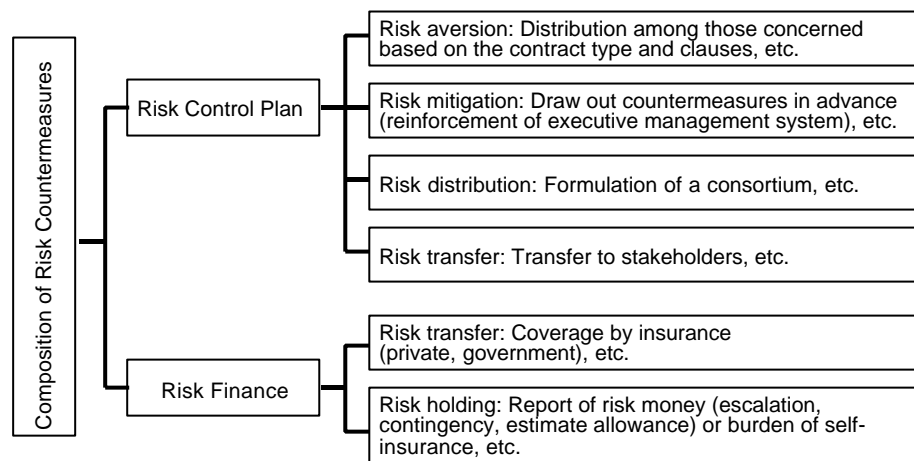 Composition of Risk Countermeasures
Risk Control Plan
Risk aversion: Distribution among those concerned
based on the contract type and clauses, etc.
Risk mitigation: Draw out countermeasures in advance
(reinforcement of executive management system), etc.
Risk distribution: Formulation of a consortium, etc.
Risk transfer: Transfer to stakeholders, etc.
Risk Finance
Risk transfer: Coverage by insurance
(private, government), etc.
Risk holding: Report of risk money (escalation,
contingency, estimate allowance) or burden of self-
insurance, etc.